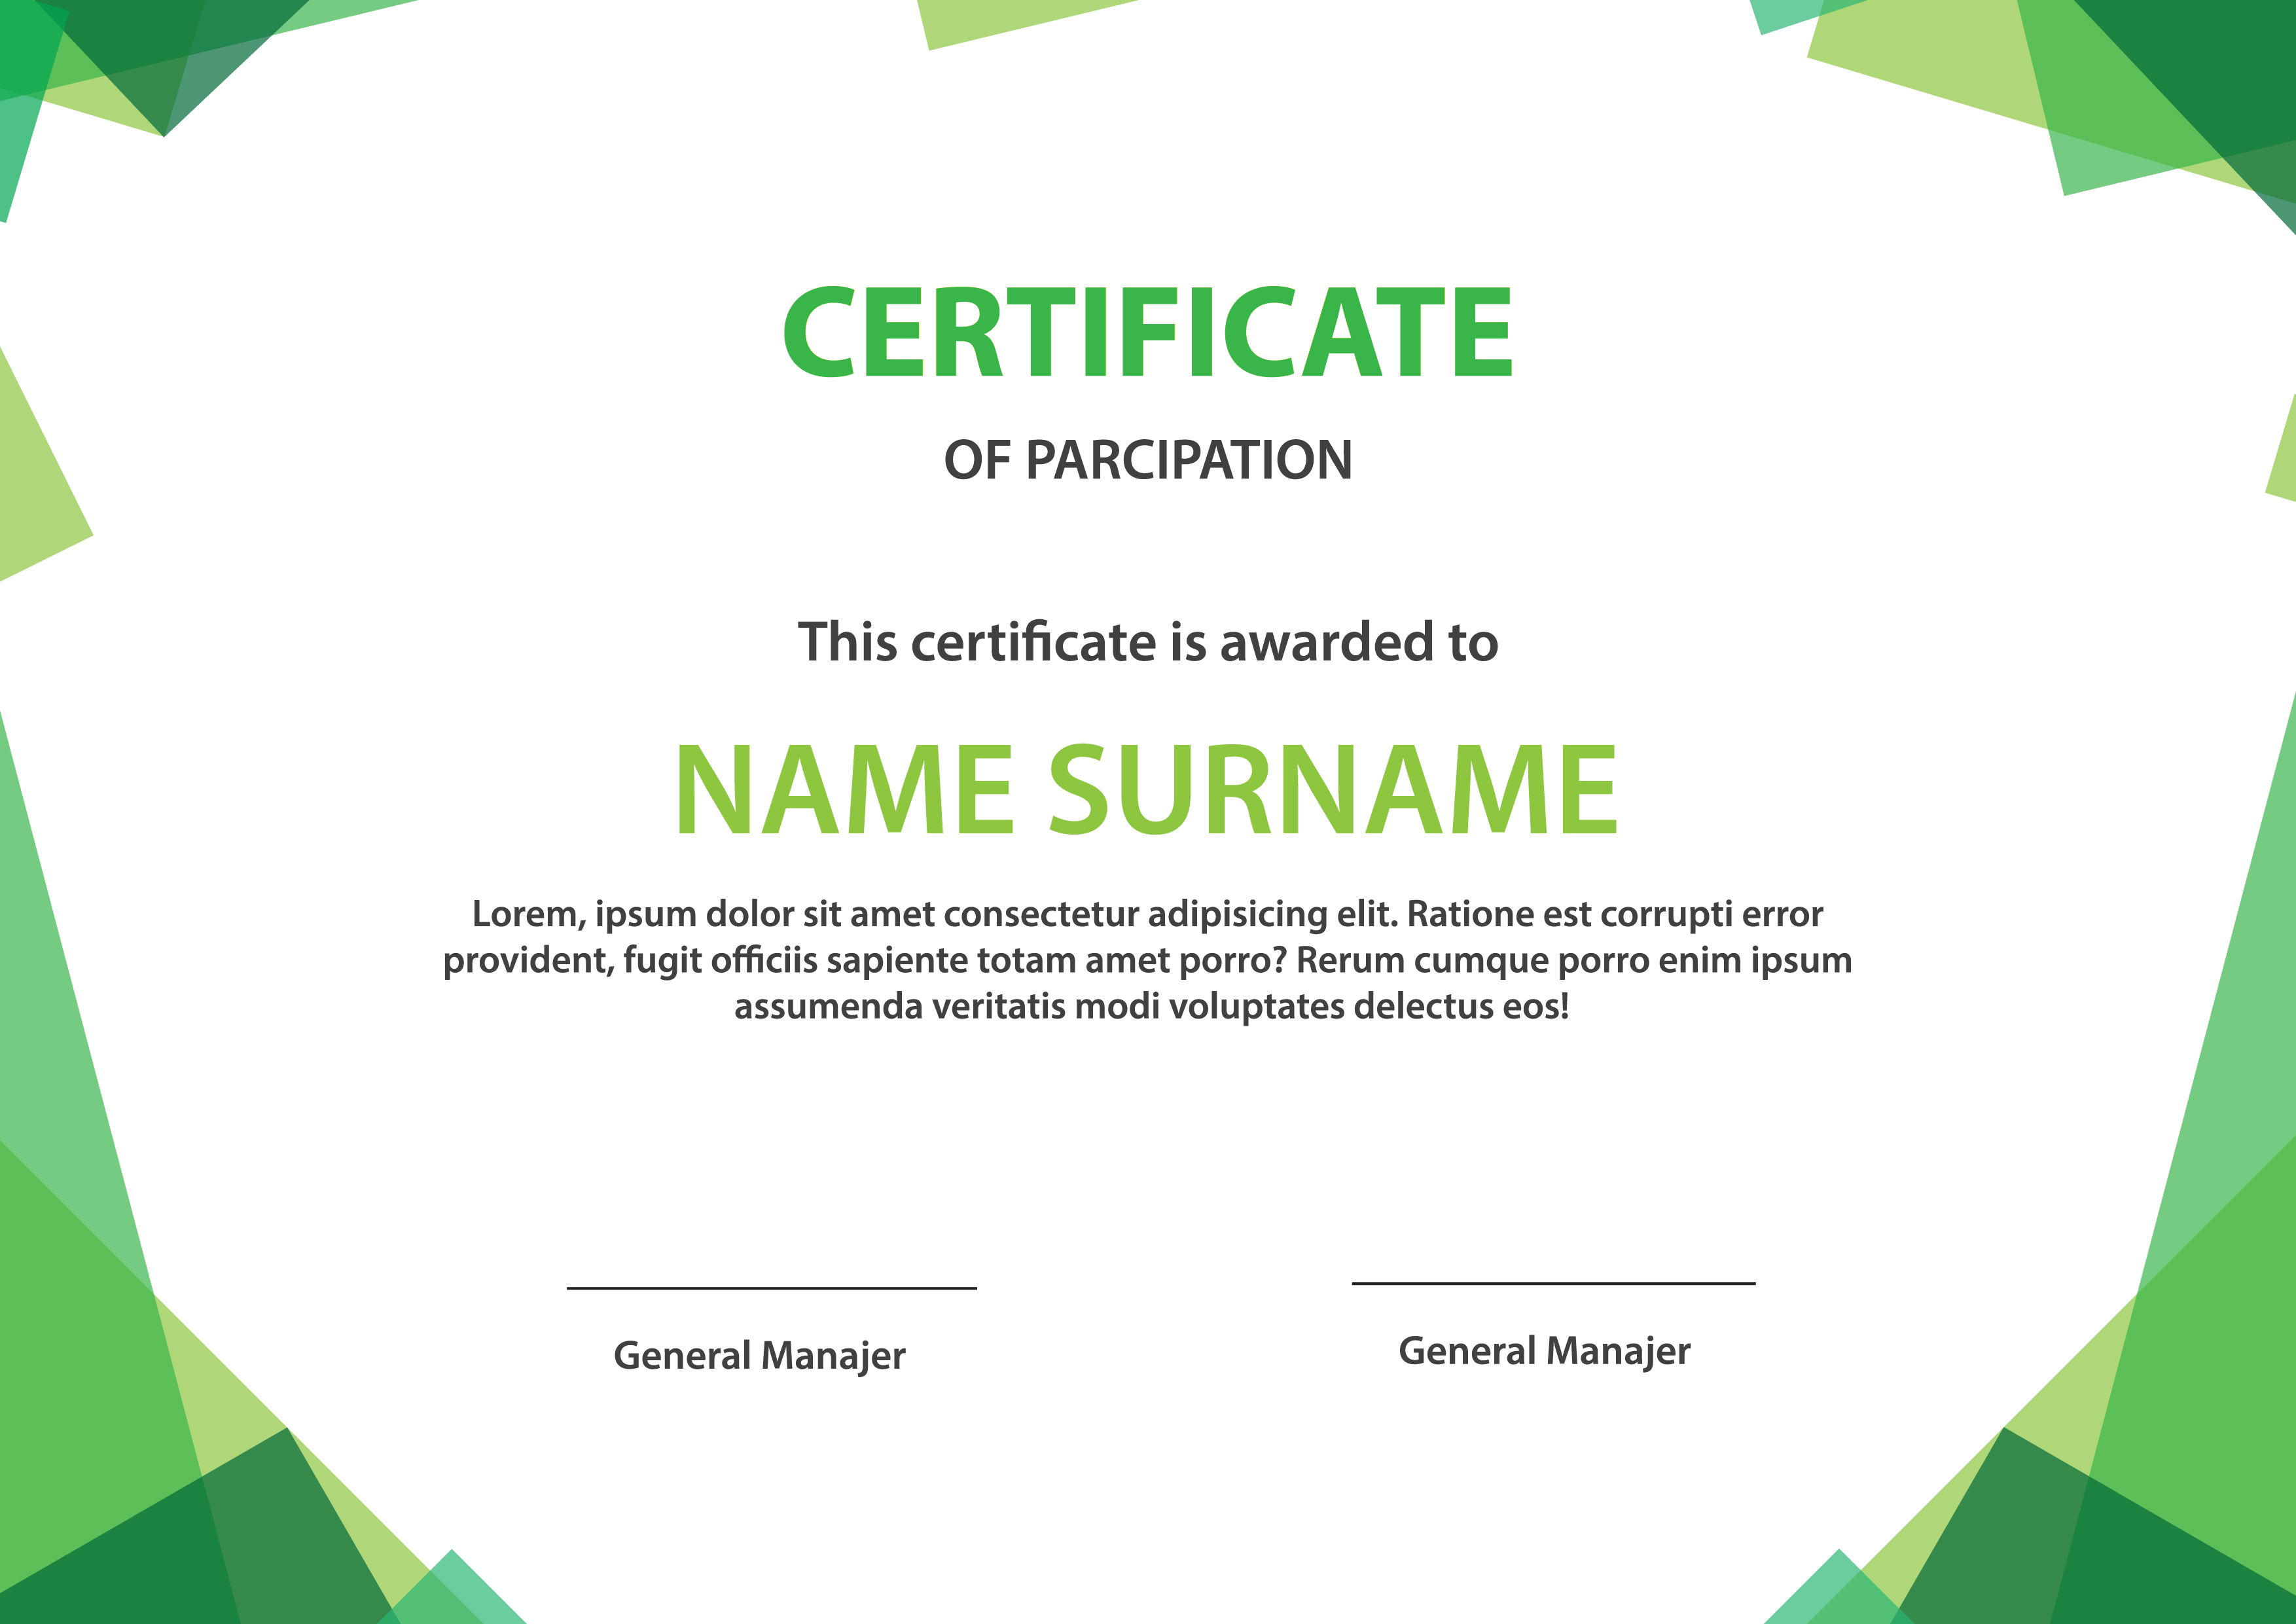 CERTIFICATE
OF PARCIPATION
This certificate is awarded to
NAME SURNAME
Lorem, ipsum dolor sit amet consectetur adipisicing elit. Ratione est corrupti error
provident, fugit officiis sapiente totam amet porro? Rerum cumque porro enim ipsum
assumenda veritatis modi voluptates delectus eos!
General Manajer
General Manajer